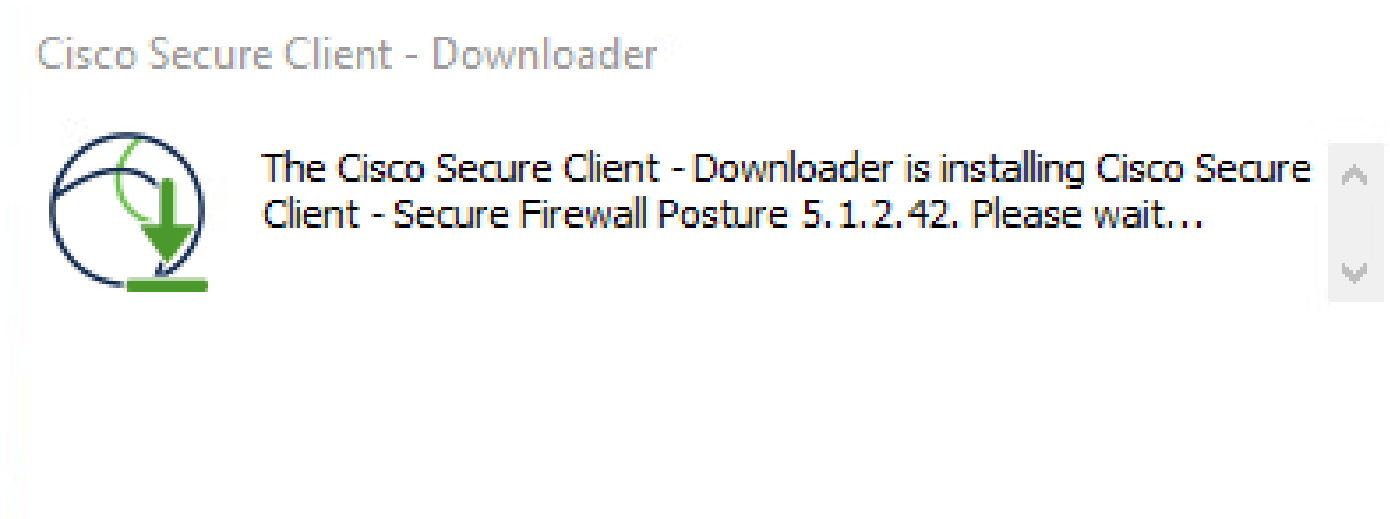 Cisco Secure Client - Downloader
The Cisco Secure Client - Downloader is installing Cisco Secure
Client - Secure Firewall Posture 5.1.2.42. Please wait...